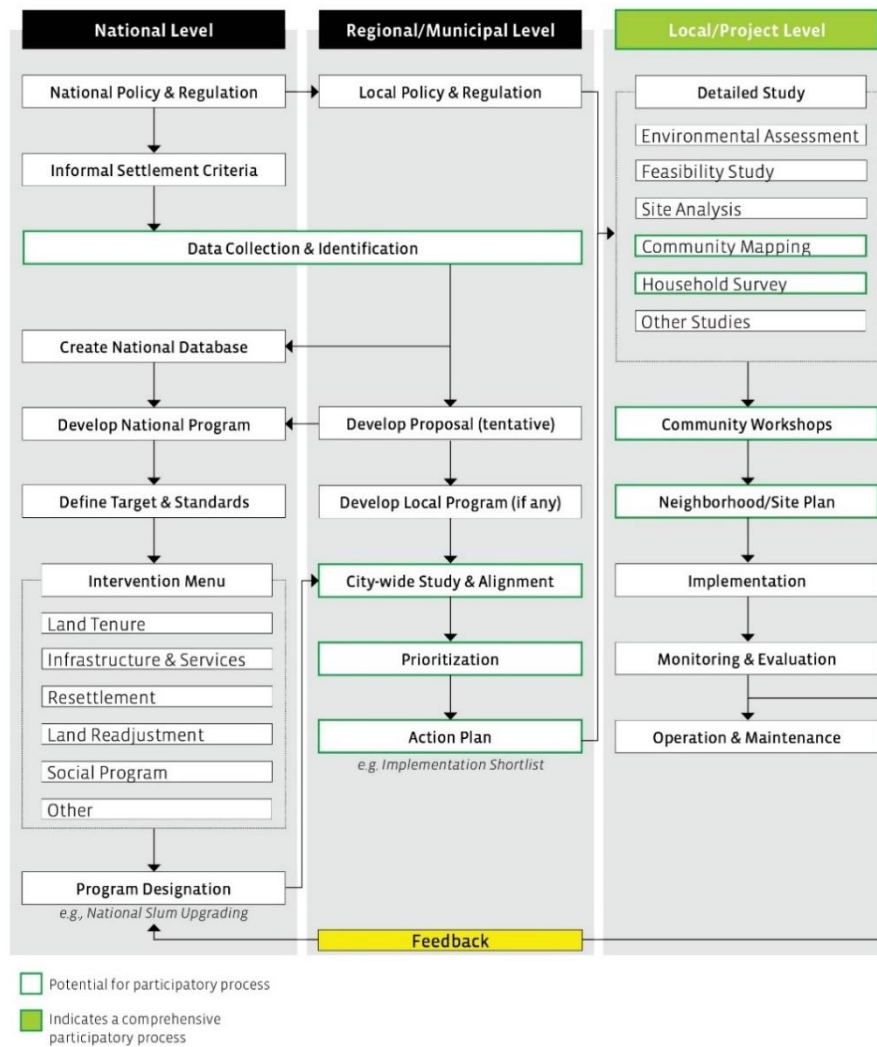 National Level
National Policy & Regulation
Informal Settlement Criteria
Data Collection & Identification
Create National Database
Develop National Program
Define Target & Standards
Intervention Menu
Land Tenure
Infrastructure & Services
Resettlement
Land Readjustment
Social Program
Other
Program Designation
e.g., National Slum Upgrading
Regional/Municipal Level
Local Policy & Regulation
Develop Proposal (tentative)
Develop Local Program (if any)
City-wide Study & Alignment
Prioritization
Action Plan
e.g. Implementation Shortlist
Local/Project Level
Detailed Study
Environmental Assessment
Feasibility Study
Site Analysis
Community Mapping
Household Survey
Other Studies
Community Workshops
Neighborhood/Site Plan
Implementation
Monitoring & Evaluation
Operation & Maintenance
Feedback
Potential for participatory process
Indicates a comprehensive
participatory process